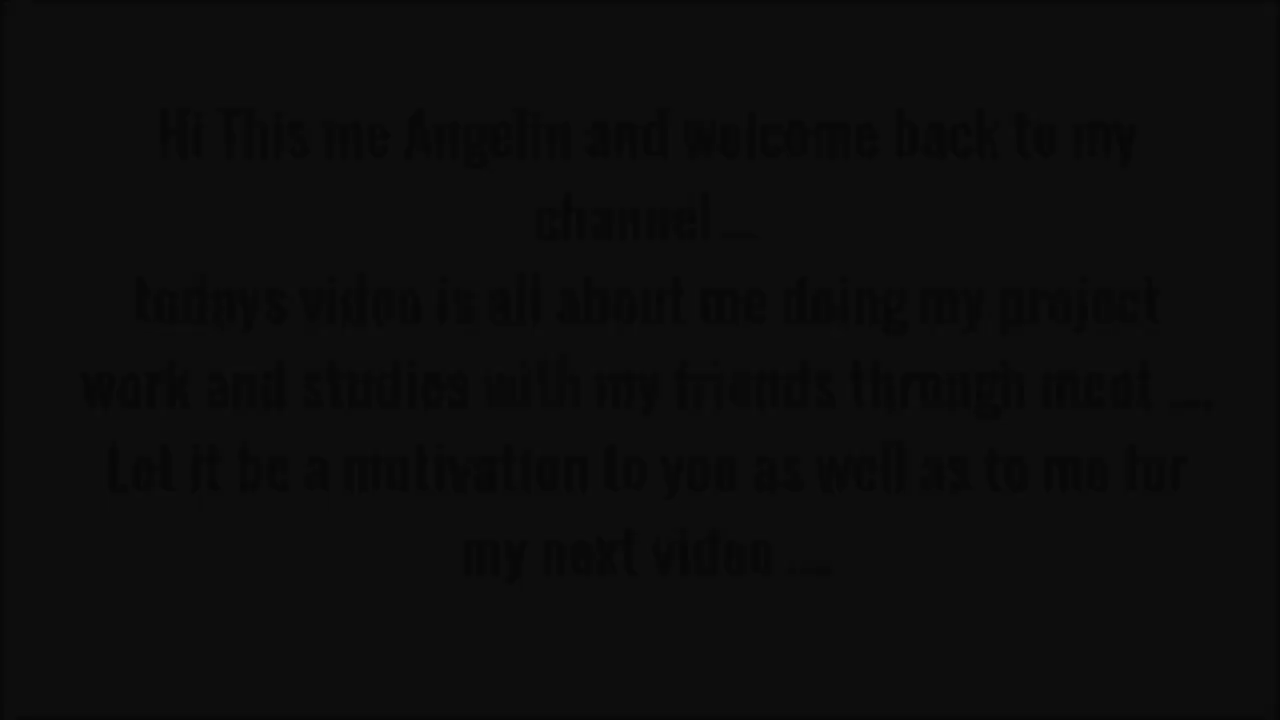 Hi This me Angelin and welcome back to my
channel ...
todays video is all about me doing my project
work and studies with my friends through meet ....
Let it be a motivation to you as well as to me for
my next video ....